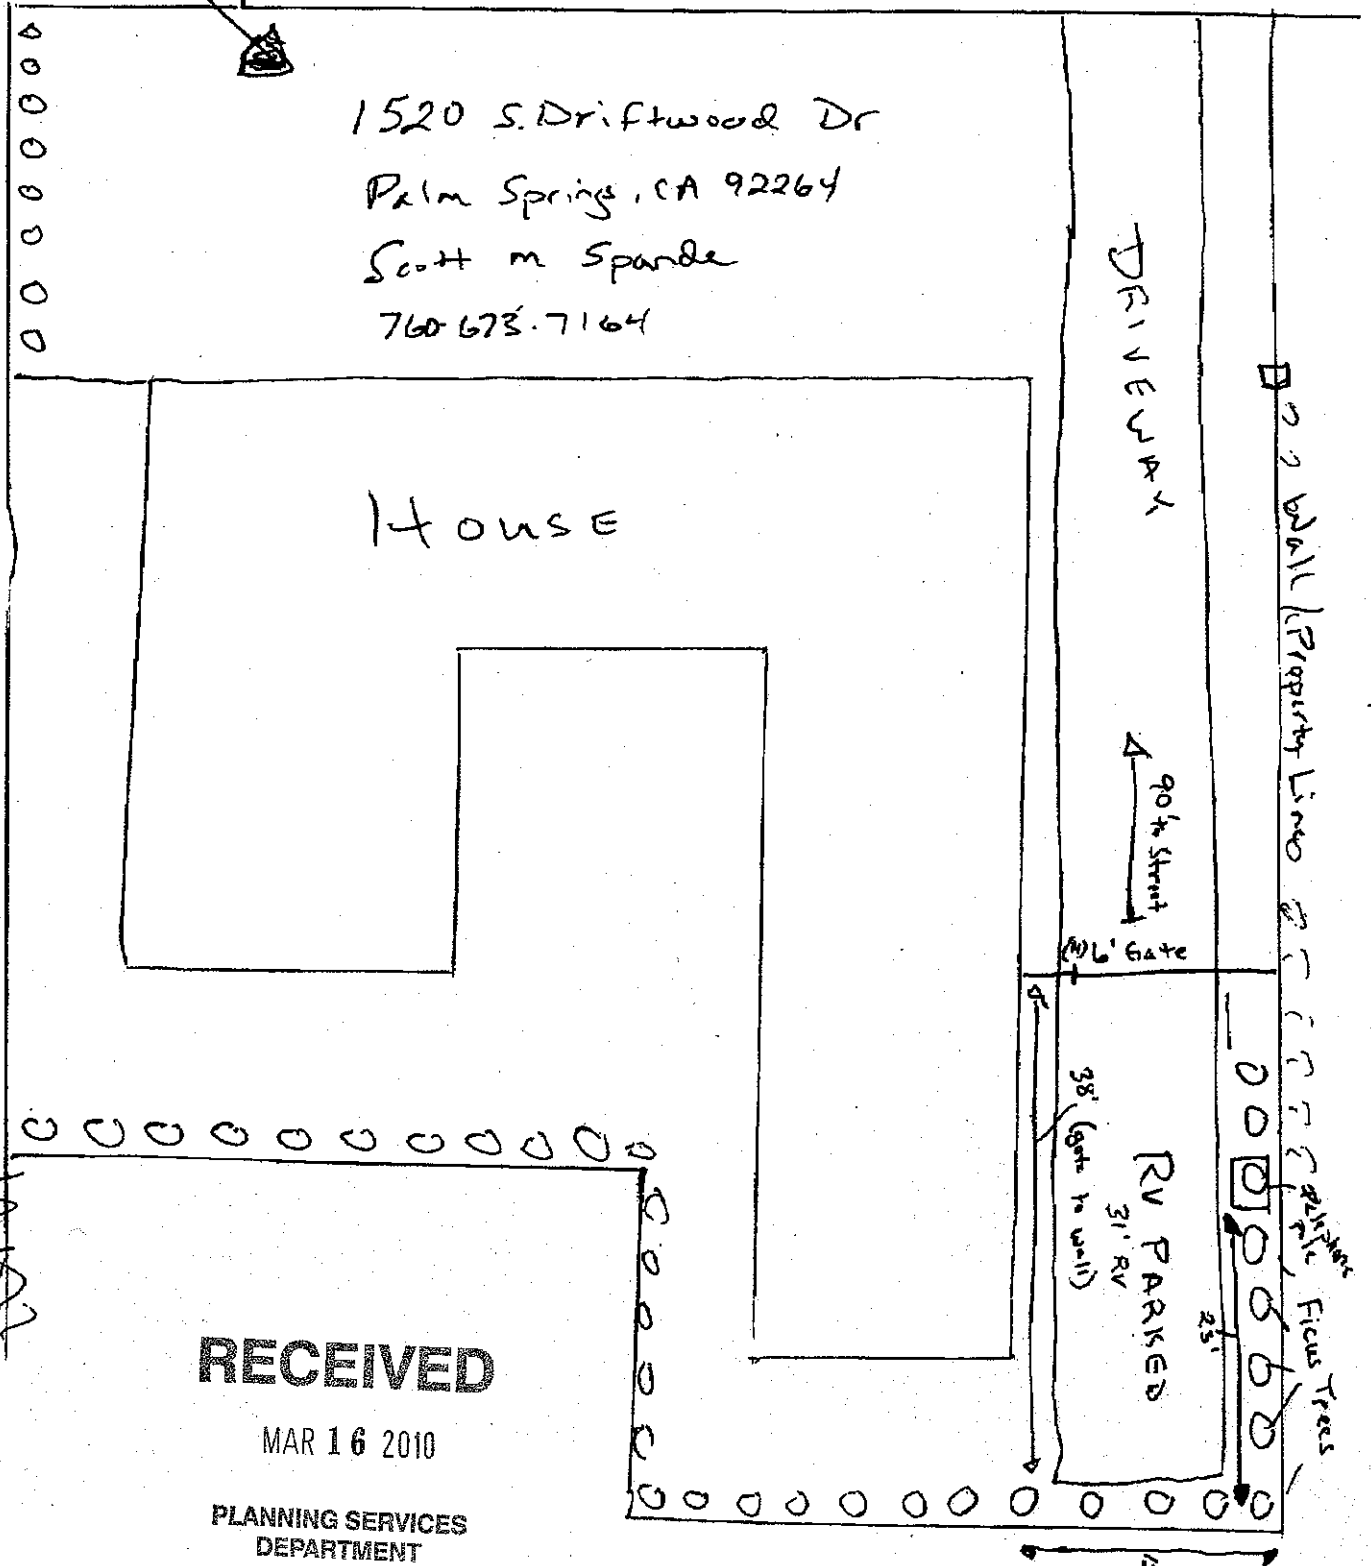 1520 S. Driftwood Dr
Palm Springs, CA 92264
Scott M Spande
760-673-7164
DRIVEWAY
House
Wall / Property Line
90' to Street
(N) 6' Gate
38' (gate to wall)
RV PARKED
31' RV
23'
telephone
pole
Ficus Trees
RECEIVED
MAR 16 2010
PLANNING SERVICES
DEPARTMENT